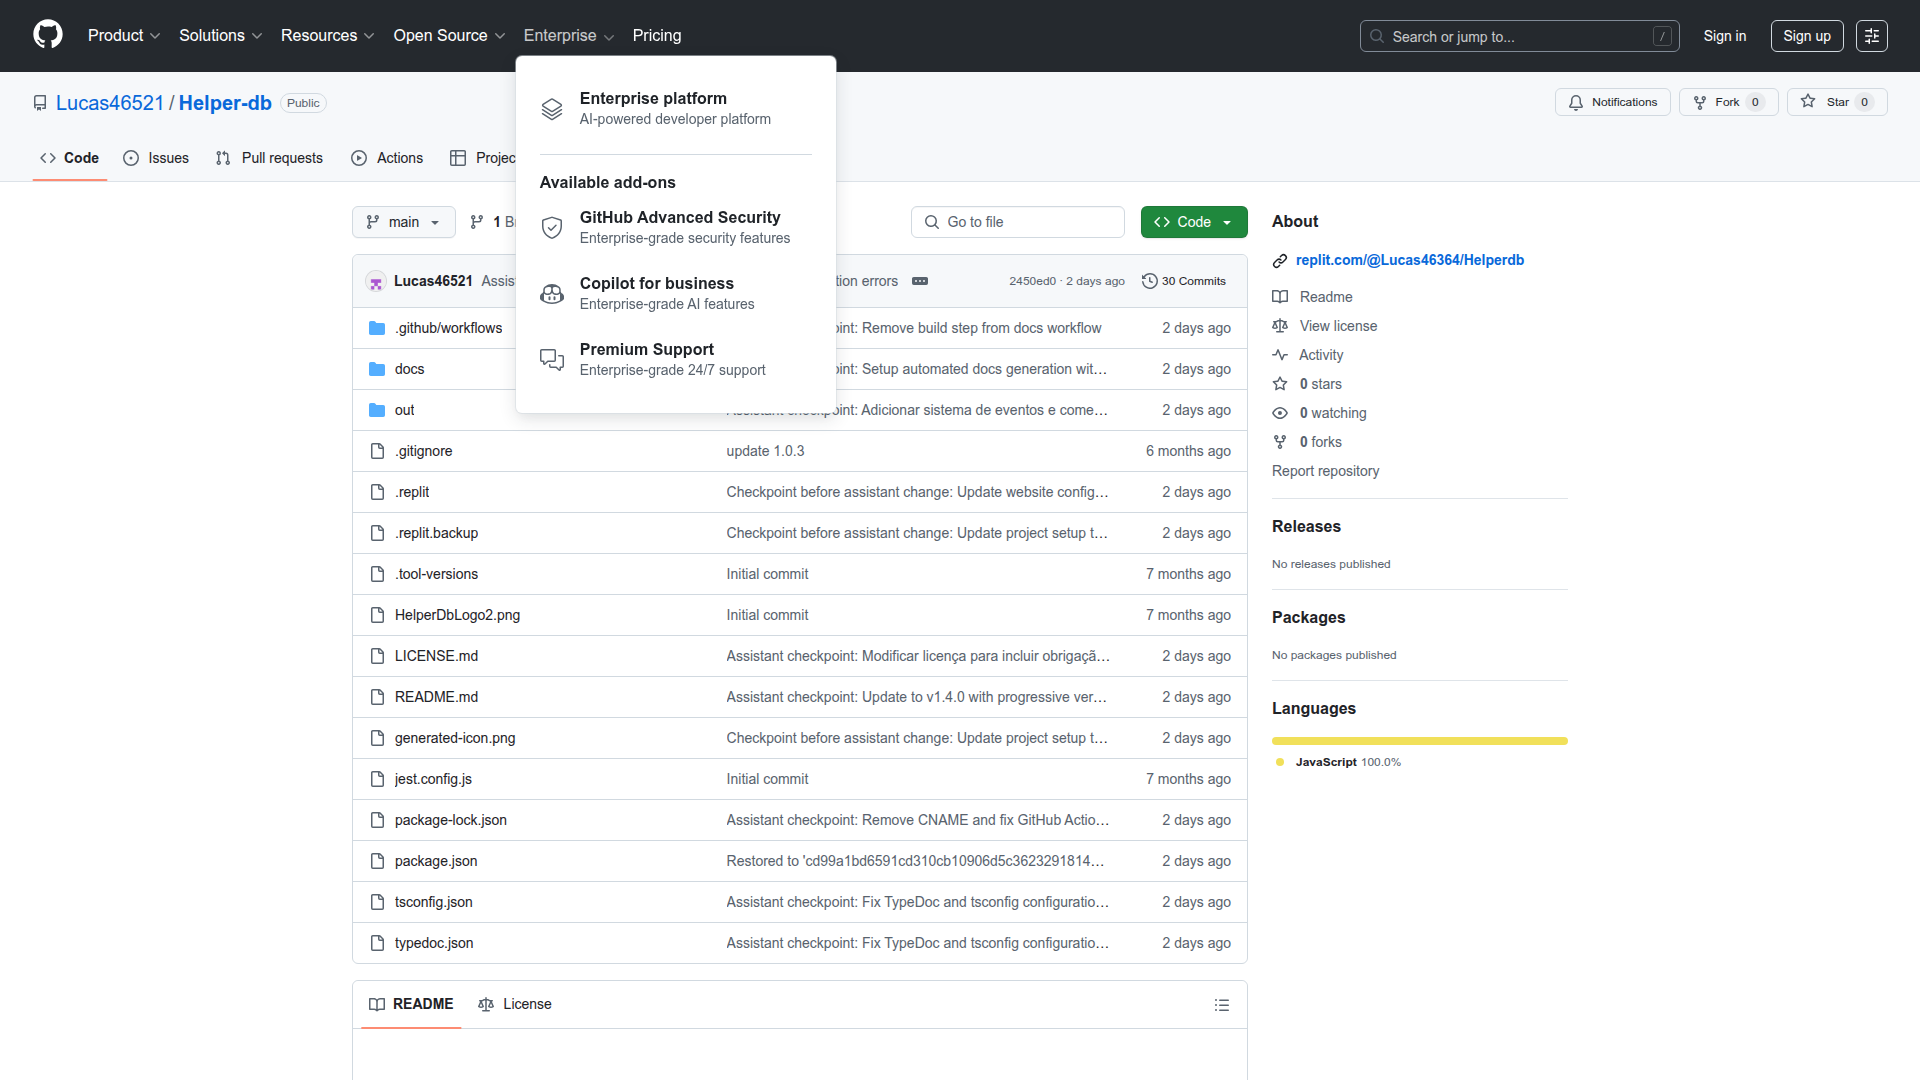 Product Solutions Resources Open Source Enterprise Pricing Search or jump to... / Sign in Sign up
Lucas46521 / Helper-db Public Notifications Fork 0 Star 0
Code Issues Pull requests Actions
Enterprise platform
AI-powered developer platform
Available add-ons
GitHub Advanced Security
Enterprise-grade security features
Copilot for business
Enterprise-grade AI features
Premium Support
Enterprise-grade 24/7 support
main 1 Go to file Code
Lucas46521 errors 2450ed0 · 2 days ago 30 Commits
.github/workflows Remove build step from docs workflow 2 days ago
docs Setup automated docs generation wit… 2 days ago
out Adicionar sistema de eventos e come… 2 days ago
.gitignore update 1.0.3 6 months ago
.replit Checkpoint before assistant change: Update website config… 2 days ago
.replit.backup Checkpoint before assistant change: Update project setup t… 2 days ago
.tool-versions Initial commit 7 months ago
HelperDbLogo2.png Initial commit 7 months ago
LICENSE.md Assistant checkpoint: Modificar licença para incluir obrigaçã… 2 days ago
README.md Assistant checkpoint: Update to v1.4.0 with progressive ver… 2 days ago
generated-icon.png Checkpoint before assistant change: Update project setup t… 2 days ago
jest.config.js Initial commit 7 months ago
package-lock.json Assistant checkpoint: Remove CNAME and fix GitHub Actio… 2 days ago
package.json Restored to 'cd99a1bd6591cd310cb10906d5c3623291814… 2 days ago
tsconfig.json Assistant checkpoint: Fix TypeDoc and tsconfig configuratio… 2 days ago
typedoc.json Assistant checkpoint: Fix TypeDoc and tsconfig configuratio… 2 days ago
README License
About
replit.com/@Lucas46364/Helperdb
Readme
View license
Activity
0 stars
0 watching
0 forks
Report repository
Releases
No releases published
Packages
No packages published
Languages
JavaScript 100.0%